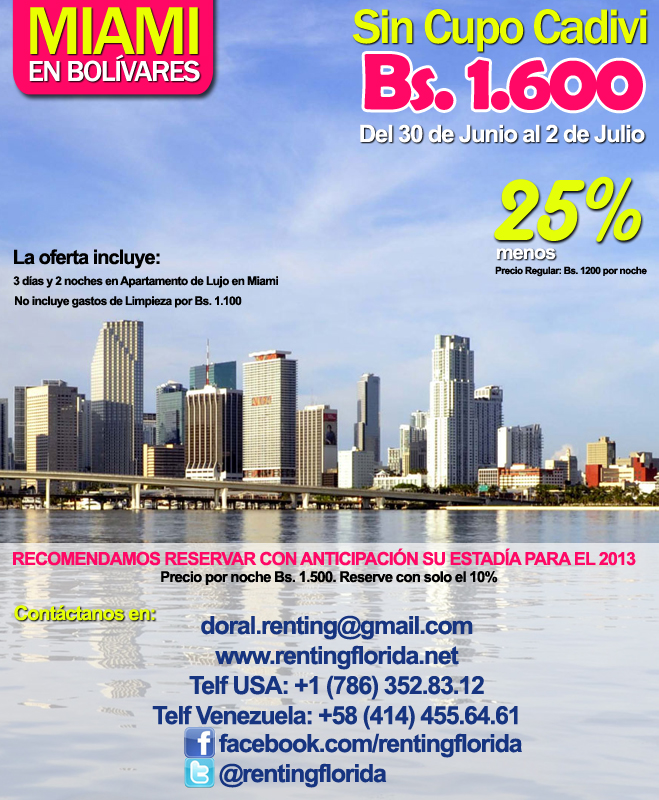 MIAMI
EN BOLÍVARES
Sin Cupo Cadivi
Bs. 1.600
Del 30 de Junio al 2 de Julio
25%
menos
Precio Regular: Bs. 1200 por noche
La oferta incluye:
3 días y 2 noches en Apartamento de Lujo en Miami
No incluye gastos de Limpieza por Bs. 1.100
RECOMENDAMOS RESERVAR CON ANTICIPACIÓN SU ESTADÍA PARA EL 2013
Precio por noche Bs. 1.500. Reserve con solo el 10%
Contáctanos en:
doral.renting@gmail.com
www.rentingflorida.net
Telf USA: +1 (786) 352.83.12
Telf Venezuela: +58 (414) 455.64.61
f facebook.com/rentingflorida
t @rentingflorida